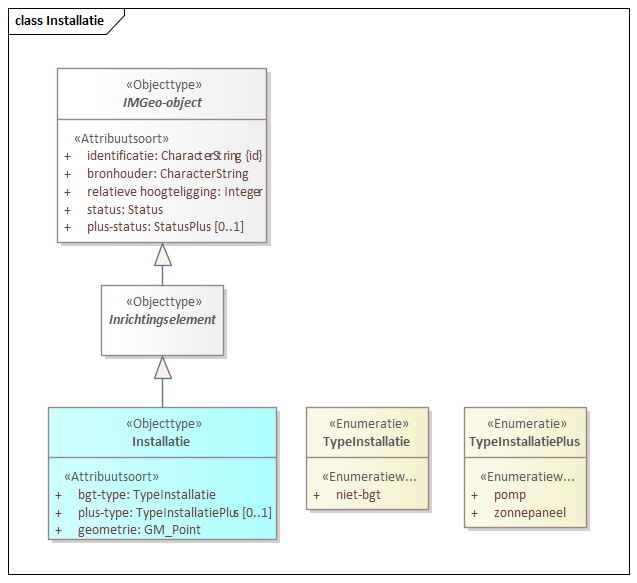 class Installatie
«Objecttype»
IMGeo-object
«Attribuutsoort»
+ identificatie: CharacterString {id}
+ bronhouder: CharacterString
+ relatieve hoogteligging: Integer
+ status: Status
+ plus-status: StatusPlus [0..1]
«Objecttype»
Inrichtingselement
«Objecttype»
Installatie
«Attribuutsoort»
+ bgt-type: TypeInstallatie
+ plus-type: TypeInstallatiePlus [0..1]
+ geometrie: GM_Point
«Enumeratie»
TypeInstallatie
«Enumeratiew...
+ niet-bgt
«Enumeratie»
TypeInstallatiePlus
«Enumeratiew...
+ pomp
+ zonnepaneel